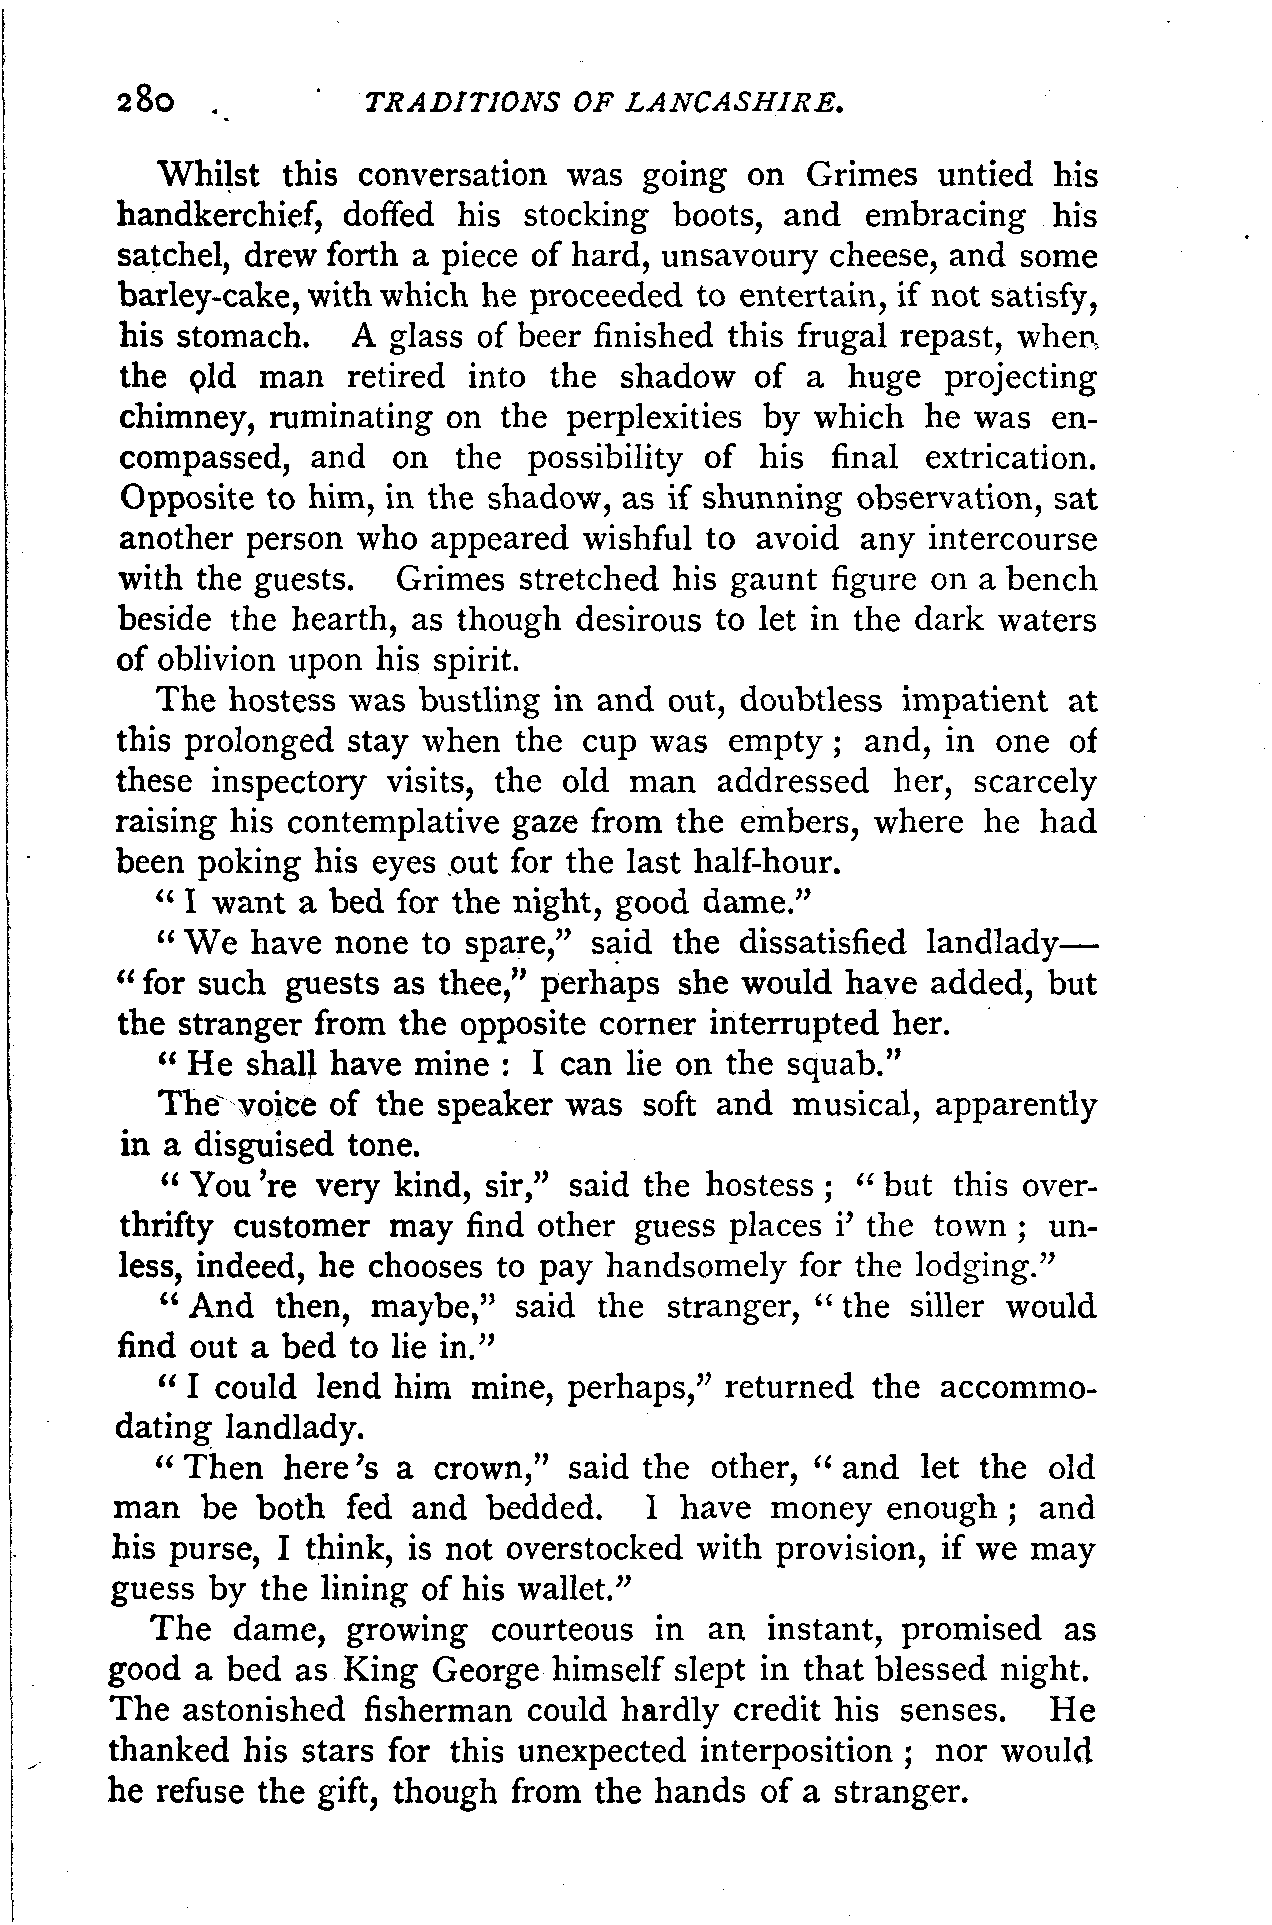 280 TRADITIONS OF LANCASHIRE.
Whilst this conversation was going on Grimes untied his
handkerchief, doffed his stocking boots, and embracing his
satchel, drew forth a piece of hard, unsavoury cheese, and some
barley-cake, with which he proceeded to entertain, if not satisfy,
his stomach. A glass of beer finished this frugal repast, when
the old man retired into the shadow of a huge projecting
chimney, ruminating on the perplexities by which he was en-
compassed, and on the possibility of his final extrication.
Opposite to him, in the shadow, as if shunning observation, sat
another person who appeared wishful to avoid any intercourse
with the guests. Grimes stretched his gaunt figure on a bench
beside the hearth, as though desirous to let in the dark waters
of oblivion upon his spirit.
The hostess was bustling in and out, doubtless impatient at
this prolonged stay when the cup was empty ; and, in one of
these inspectory visits, the old man addressed her, scarcely
raising his contemplative gaze from the embers, where he had
been poking his eyes out for the last half-hour.
“ I want a bed for the night, good dame.”
“ We have none to spare,” said the dissatisfied landlady—
“ for such guests as thee,” perhaps she would have added, but
the stranger from the opposite corner interrupted her.
“ He shall have mine : I can lie on the squab.”
The voice of the speaker was soft and musical, apparently
in a disguised tone.
“ You 're very kind, sir,” said the hostess ; “ but this over-
thrifty customer may find other guess places i’ the town ; un-
less, indeed, he chooses to pay handsomely for the lodging.”
“ And then, maybe,” said the stranger, “ the siller would
find out a bed to lie in.”
“ I could lend him mine, perhaps,” returned the accommo-
dating landlady.
“ Then here 's a crown,” said the other, “ and let the old
man be both fed and bedded. I have money enough ; and
his purse, I think, is not overstocked with provision, if we may
guess by the lining of his wallet.”
The dame, growing courteous in an instant, promised as
good a bed as King George himself slept in that blessed night.
The astonished fisherman could hardly credit his senses. He
thanked his stars for this unexpected interposition ; nor would
he refuse the gift, though from the hands of a stranger.